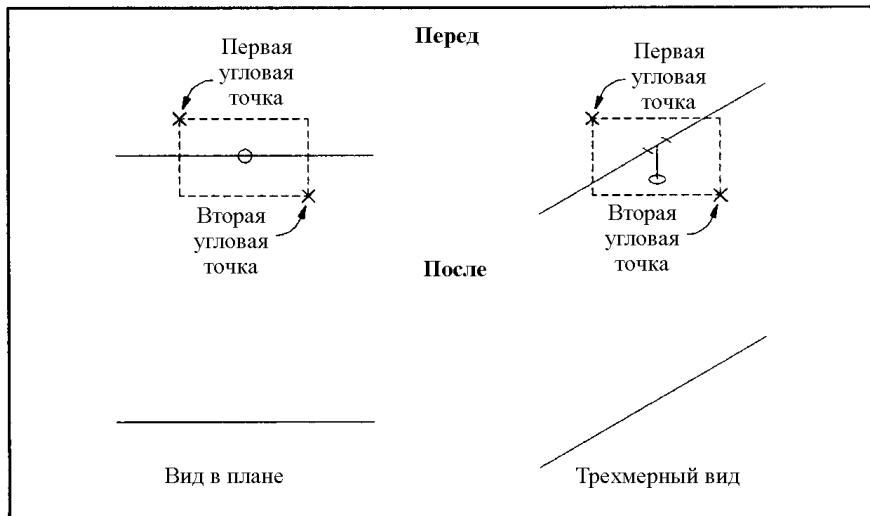 Перед
Первая
угловая
точка
Первая
угловая
точка
Вторая
угловая
точка
Вторая
угловая
точка
После
Вид в плане
Трехмерный вид